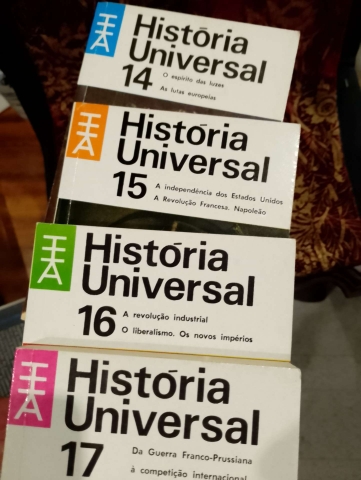 História
Universal
14
O espírito das luzes
As lutas europeias
História
Universal
15
A independência dos Estados Unidos
A Revolução Francesa. Napoleão
História
Universal
16
A revolução industrial
O liberalismo. Os novos impérios
História
Universal
17
Da Guerra Franco-Prussiana
à competição internacional